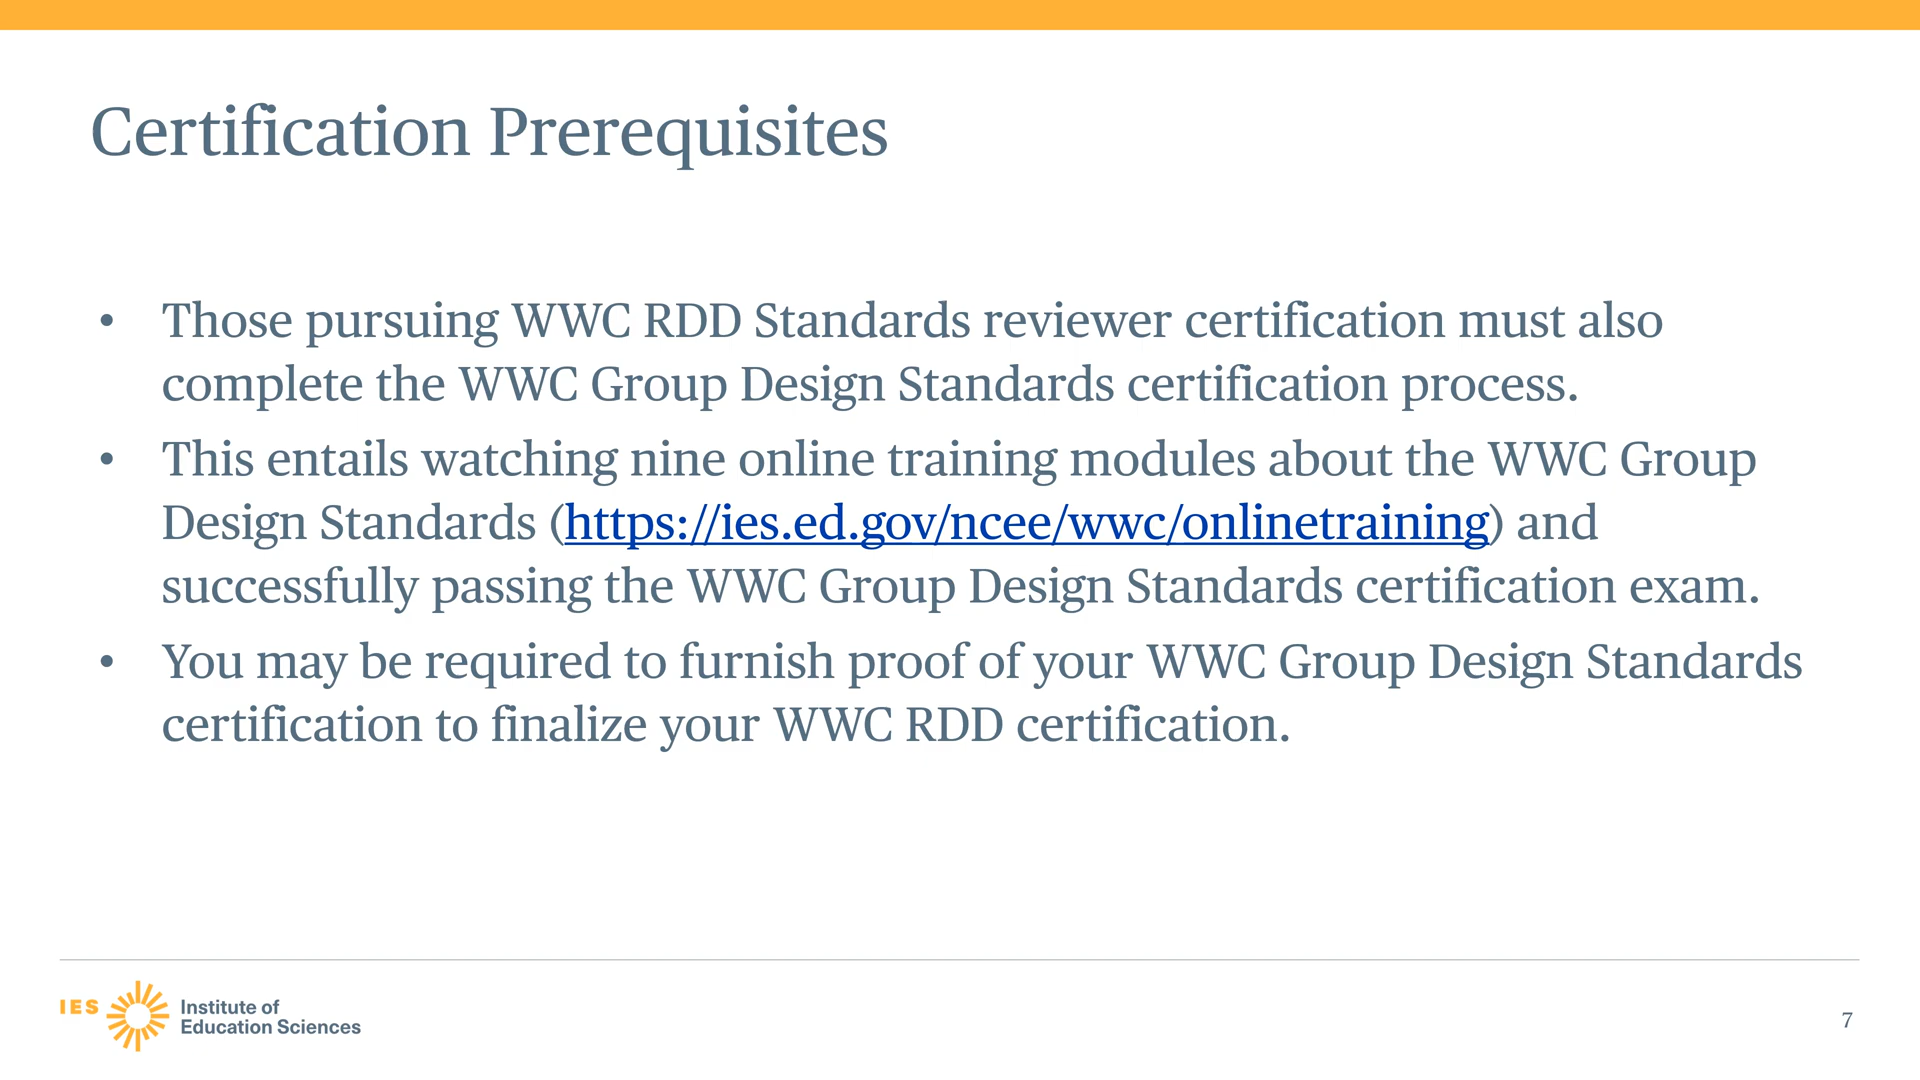 Certification Prerequisites
• Those pursuing WWC RDD Standards reviewer certification must also
complete the WWC Group Design Standards certification process.
• This entails watching nine online training modules about the WWC Group
Design Standards (https://ies.ed.gov/ncee/wwc/onlinetraining) and
successfully passing the WWC Group Design Standards certification exam.
• You may be required to furnish proof of your WWC Group Design Standards
certification to finalize your WWC RDD certification.
IES
Institute of
Education Sciences
7